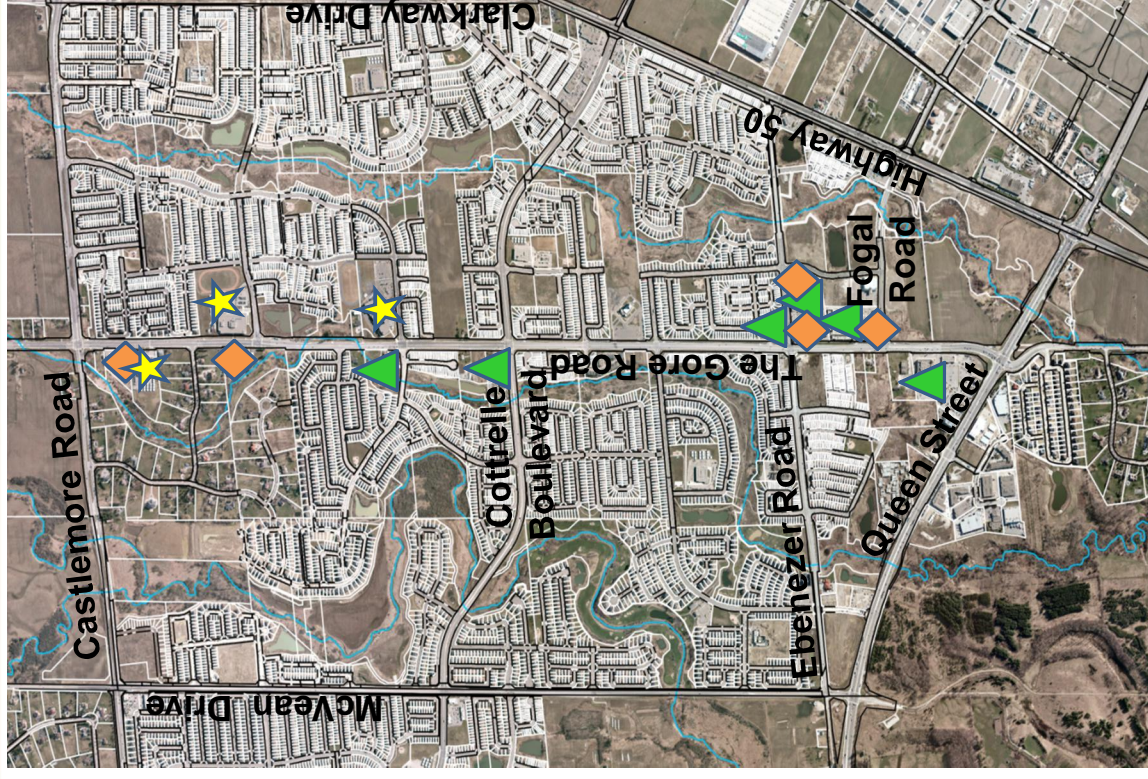 Clarkway Drive
Highway 50
Fogal
Road
The Gore Road
Castlemore Road
Cottrelle
Boulevard
Ebenezer Road
Queen Street
McVean Drive